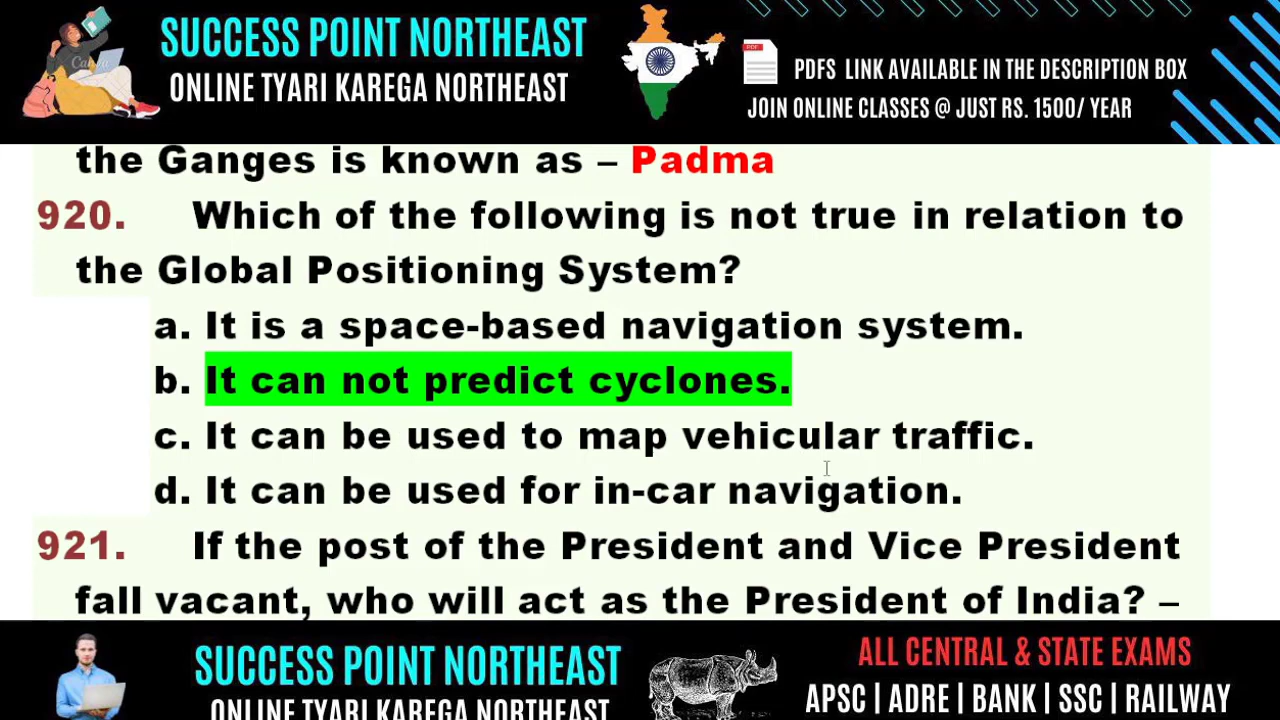 SUCCESS POINT NORTHEAST
ONLINE TYARI KAREGA NORTHEAST
Canva
PDF
PDFS LINK AVAILABLE IN THE DESCRIPTION BOX
JOIN ONLINE CLASSES @ JUST RS. 1500/ YEAR
the Ganges is known as – Padma
920. Which of the following is not true in relation to
the Global Positioning System?
a. It is a space-based navigation system.
b. It can not predict cyclones.
c. It can be used to map vehicular traffic.
d. It can be used for in-car navigation.
921. If the post of the President and Vice President
fall vacant, who will act as the President of India? –
SUCCESS POINT NORTHEAST
ONLINE TYARI KAREGA NORTHEAST
ALL CENTRAL & STATE EXAMS
APSC | ADRE | BANK | SSC | RAILWAY